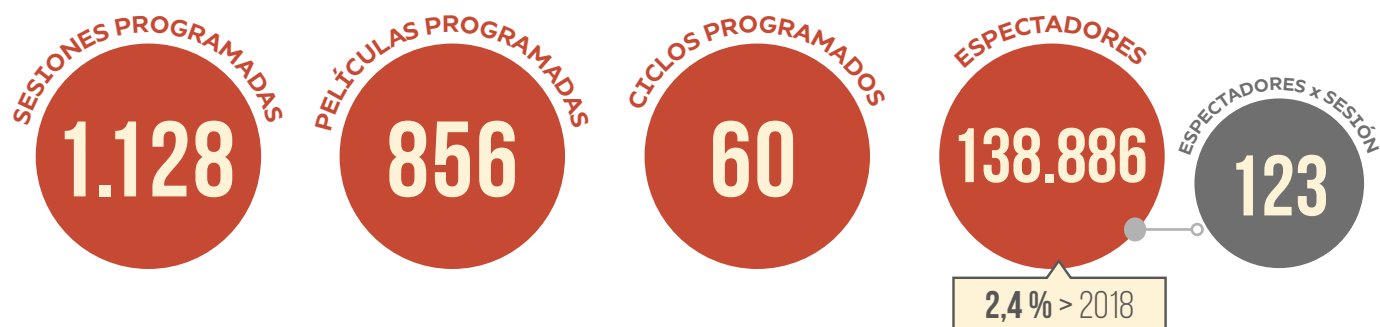 SESIONES PROGRAMADAS
1.128
PELÍCULAS PROGRAMADAS
856
CICLOS PROGRAMADOS
60
ESPECTADORES
138.886
2,4 % > 2018
ESPECTADORES x SESIÓN
123